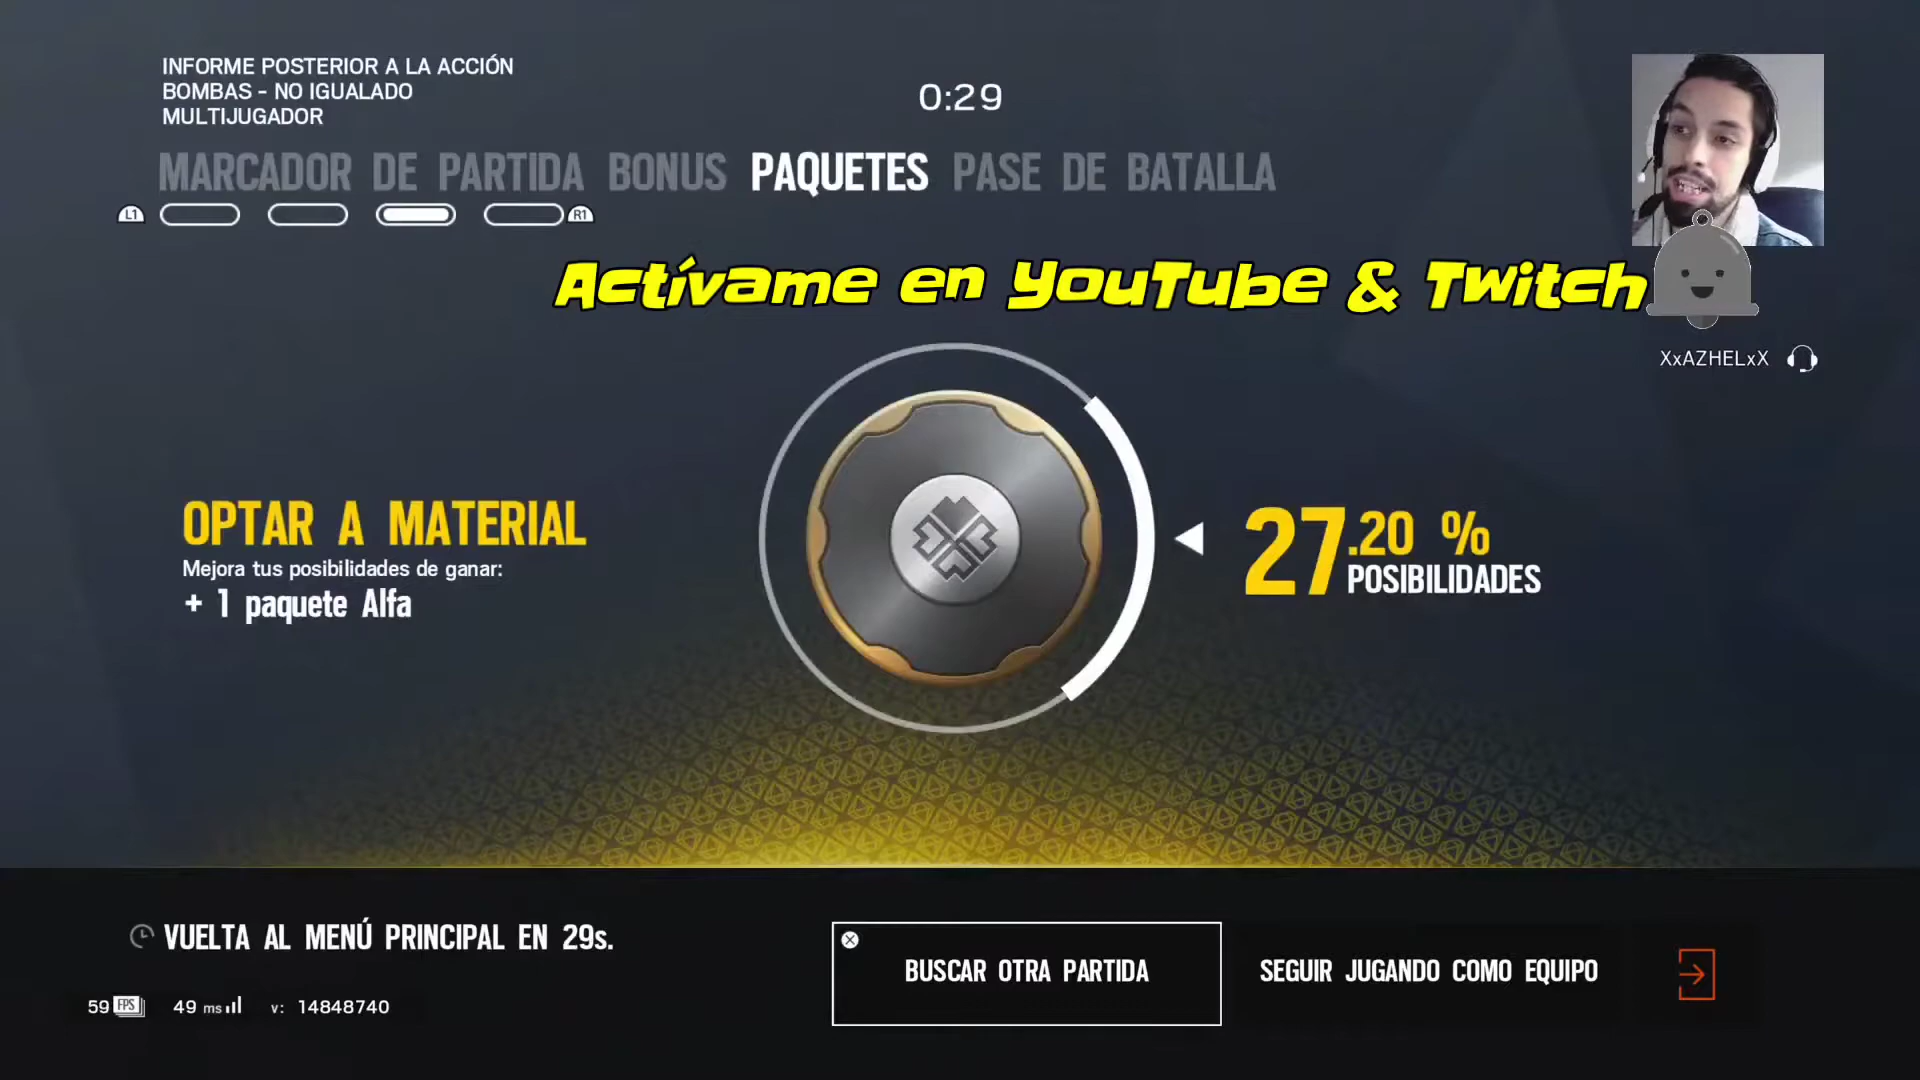 INFORME POSTERIOR A LA ACCIÓN
BOMBAS - NO IGUALADO
MULTIJUGADOR
0:29
MARCADOR DE PARTIDA BONUS PAQUETES PASE DE BATALLA
L1 R1
Actívame en YouTube & Twitch
XxAZHELxX
OPTAR A MATERIAL
Mejora tus posibilidades de ganar:
+ 1 paquete Alfa
27.20 %
POSIBILIDADES
VUELTA AL MENÚ PRINCIPAL EN 29s.
BUSCAR OTRA PARTIDA
SEGUIR JUGANDO COMO EQUIPO
59 FPS 49 ms v: 14848740